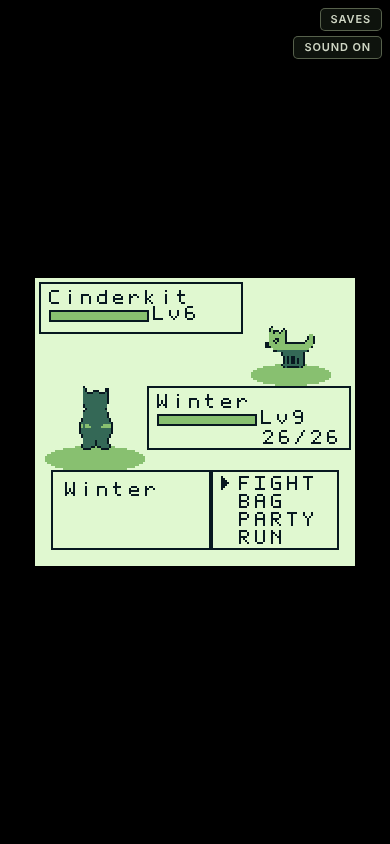 SAVES
SOUND ON
Cinderkit
Lv6
Winter
Lv9
26/26
Winter
FIGHT
BAG
PARTY
RUN